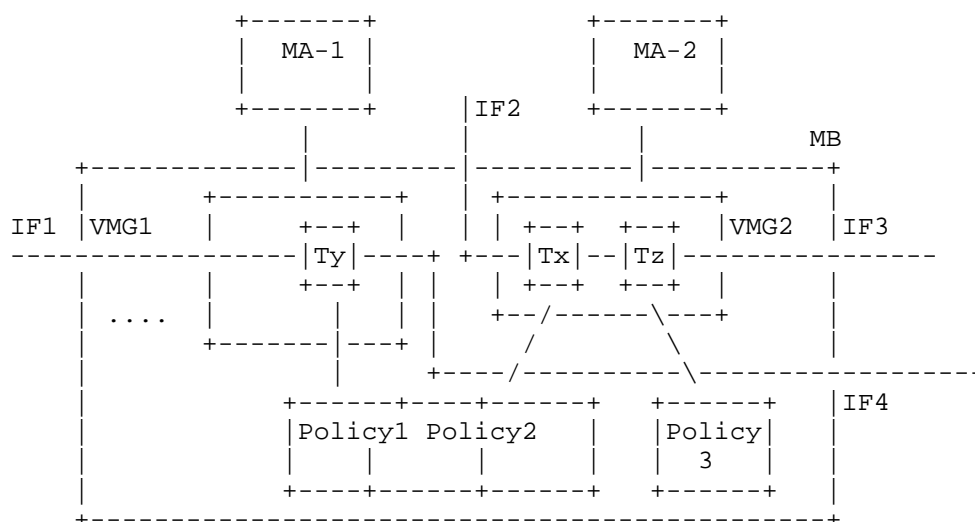 MA-1 MA-2
IF2
MB
IF1 VMG1 VMG2 IF3
Ty Tx Tz
....
IF4
Policy1 Policy2 Policy
3